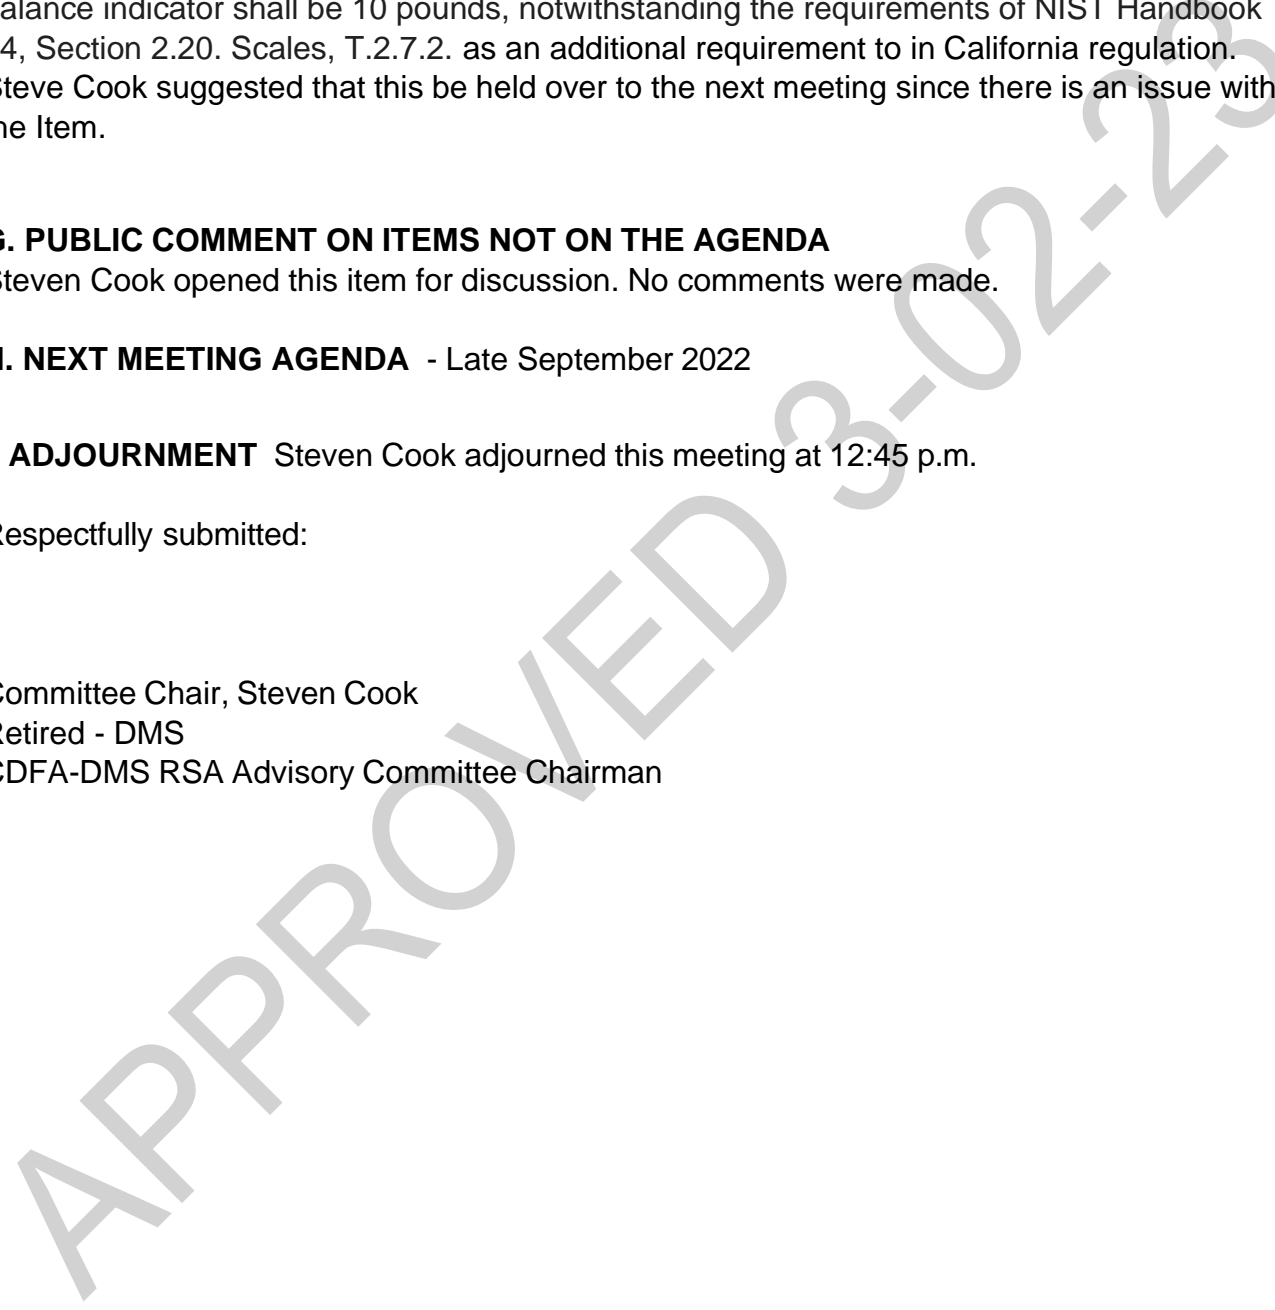 alance indicator shall be 10 pounds, notwithstanding the requirements of NIST Handbook
4, Section 2.20. Scales, T.2.7.2. as an additional requirement to in California regulation.
Steve Cook suggested that this be held over to the next meeting since there is an issue with
he Item.
G. PUBLIC COMMENT ON ITEMS NOT ON THE AGENDA
Steven Cook opened this item for discussion. No comments were made.
. NEXT MEETING AGENDA - Late September 2022
ADJOURNMENT Steven Cook adjourned this meeting at 12:45 p.m.
Respectfully submitted:
Committee Chair, Steven Cook
Retired - DMS
CDFA-DMS RSA Advisory Committee Chairman
APPROVED 3-02-23